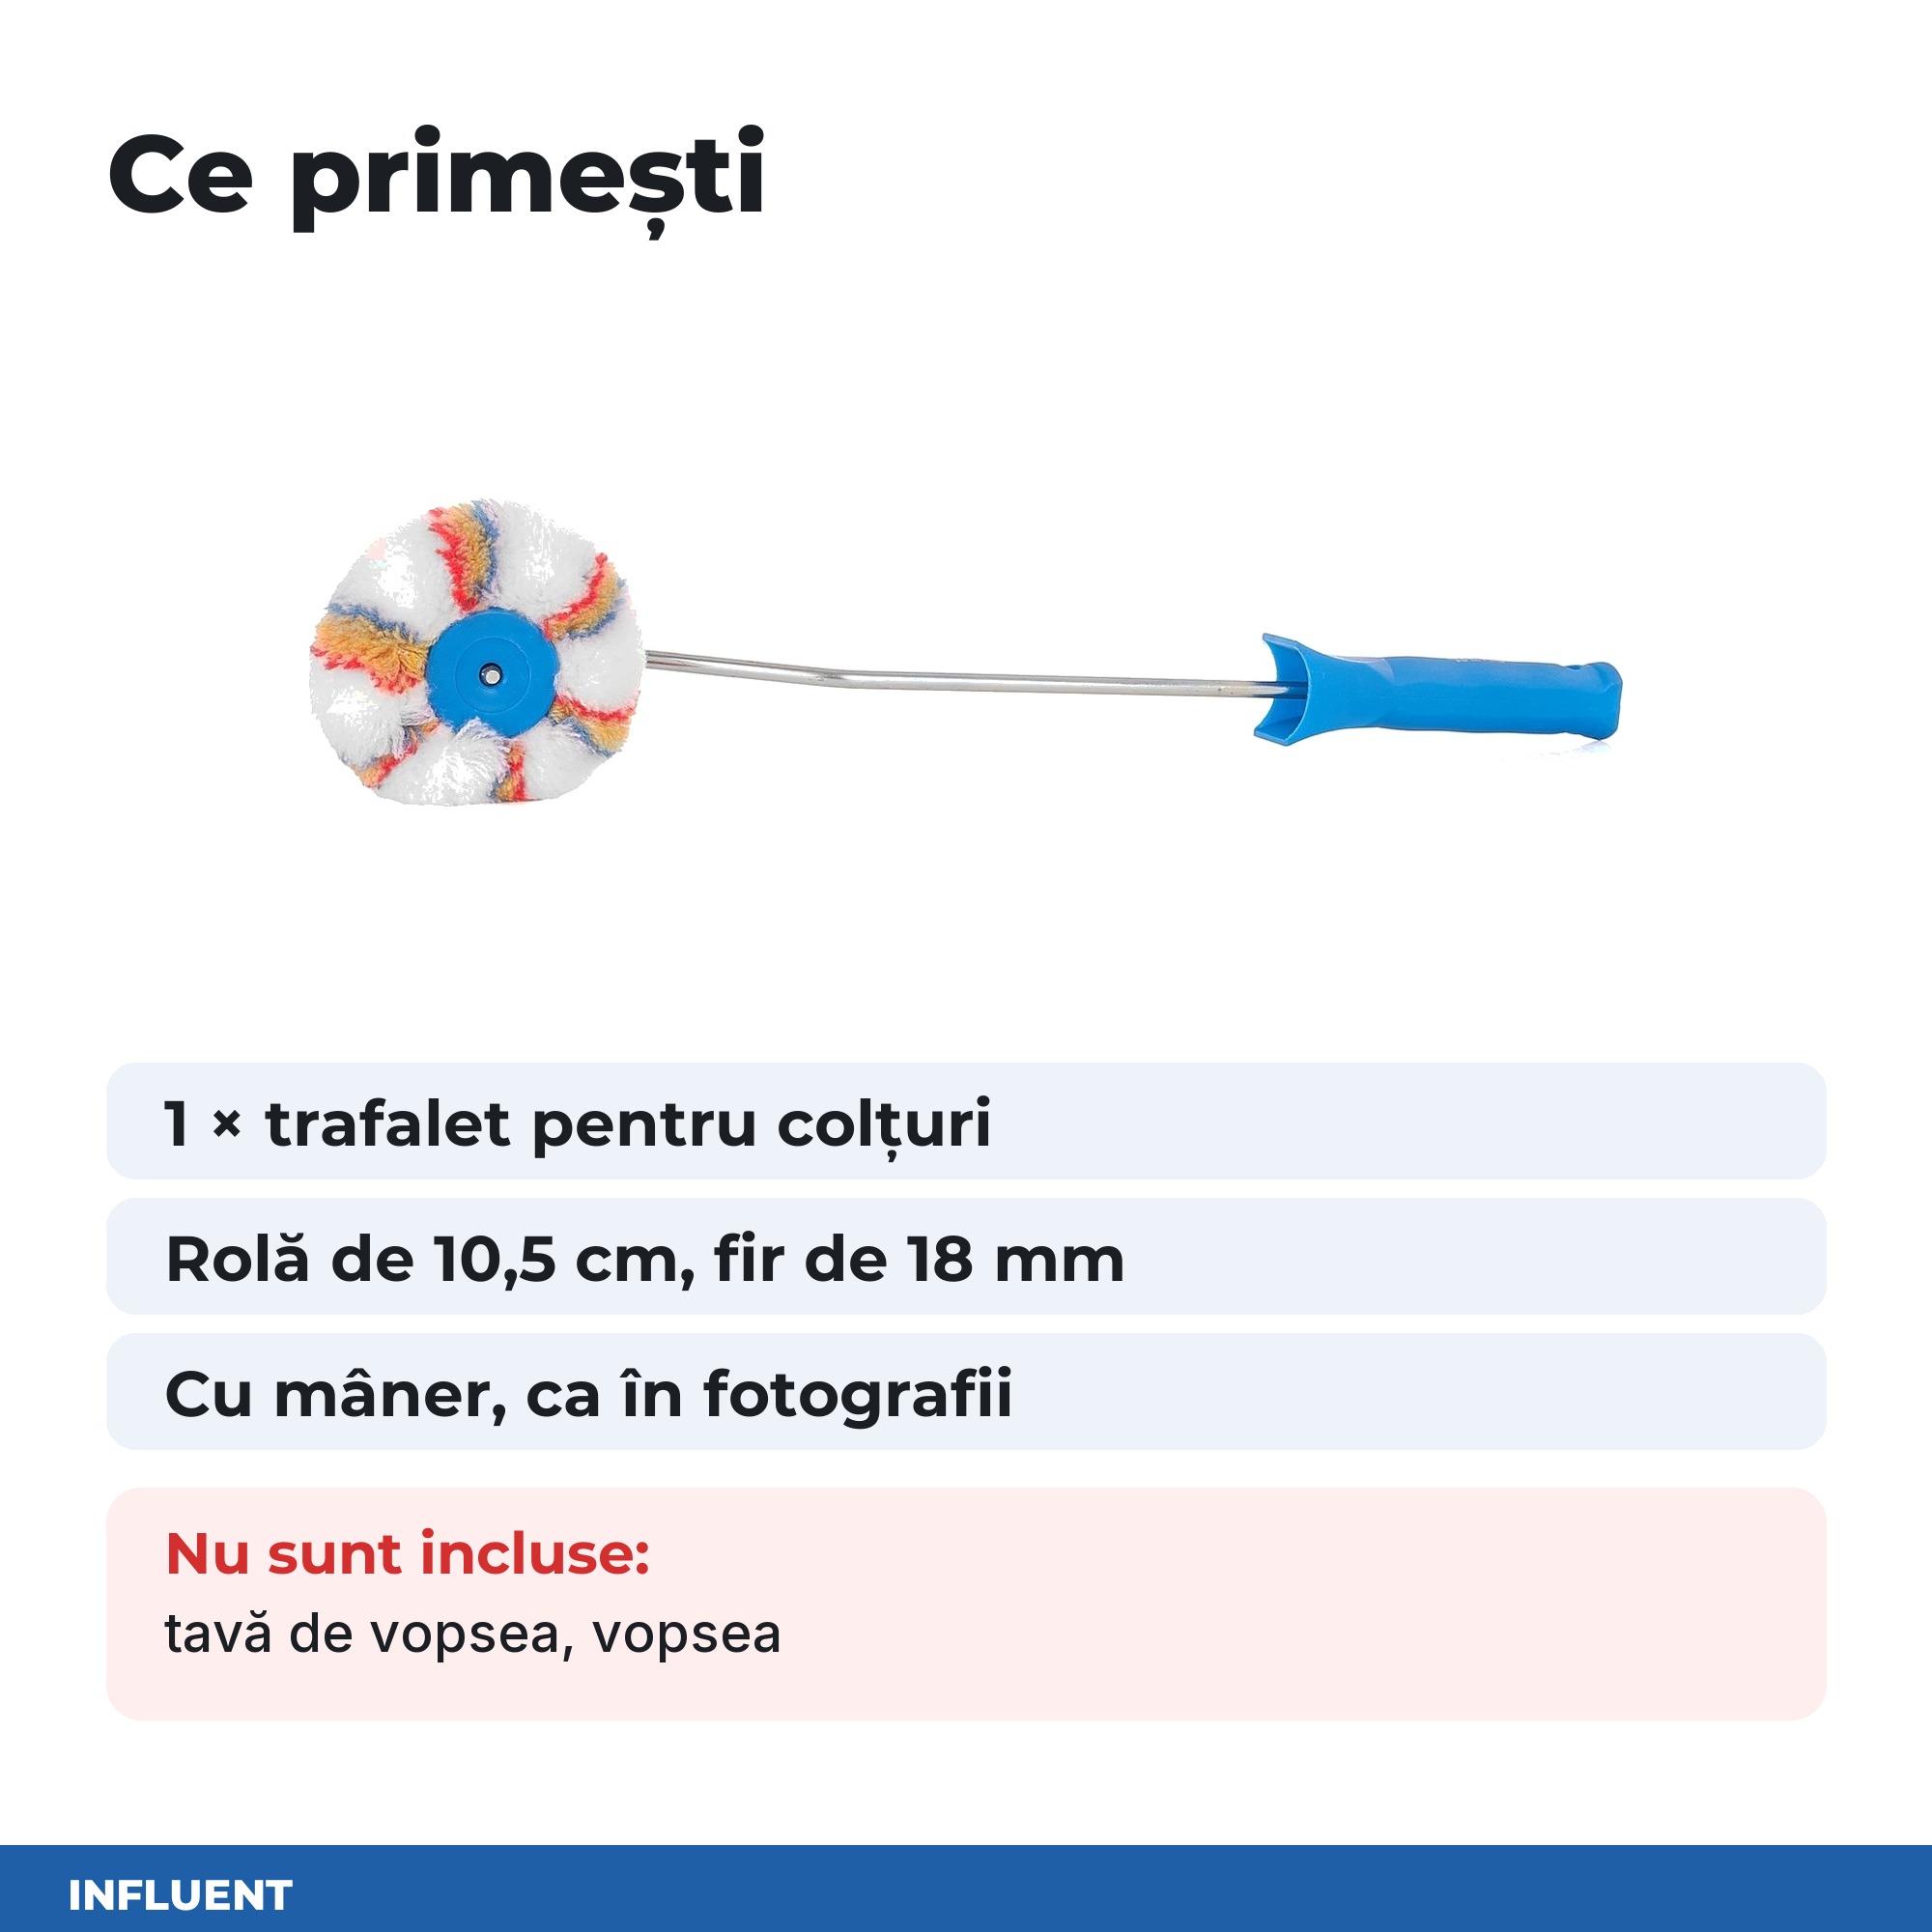 Ce primești
1 × trafalet pentru colțuri
Rolă de 10,5 cm, fir de 18 mm
Cu mâner, ca în fotografii
Nu sunt incluse:
tavă de vopsea, vopsea
INFLUENT